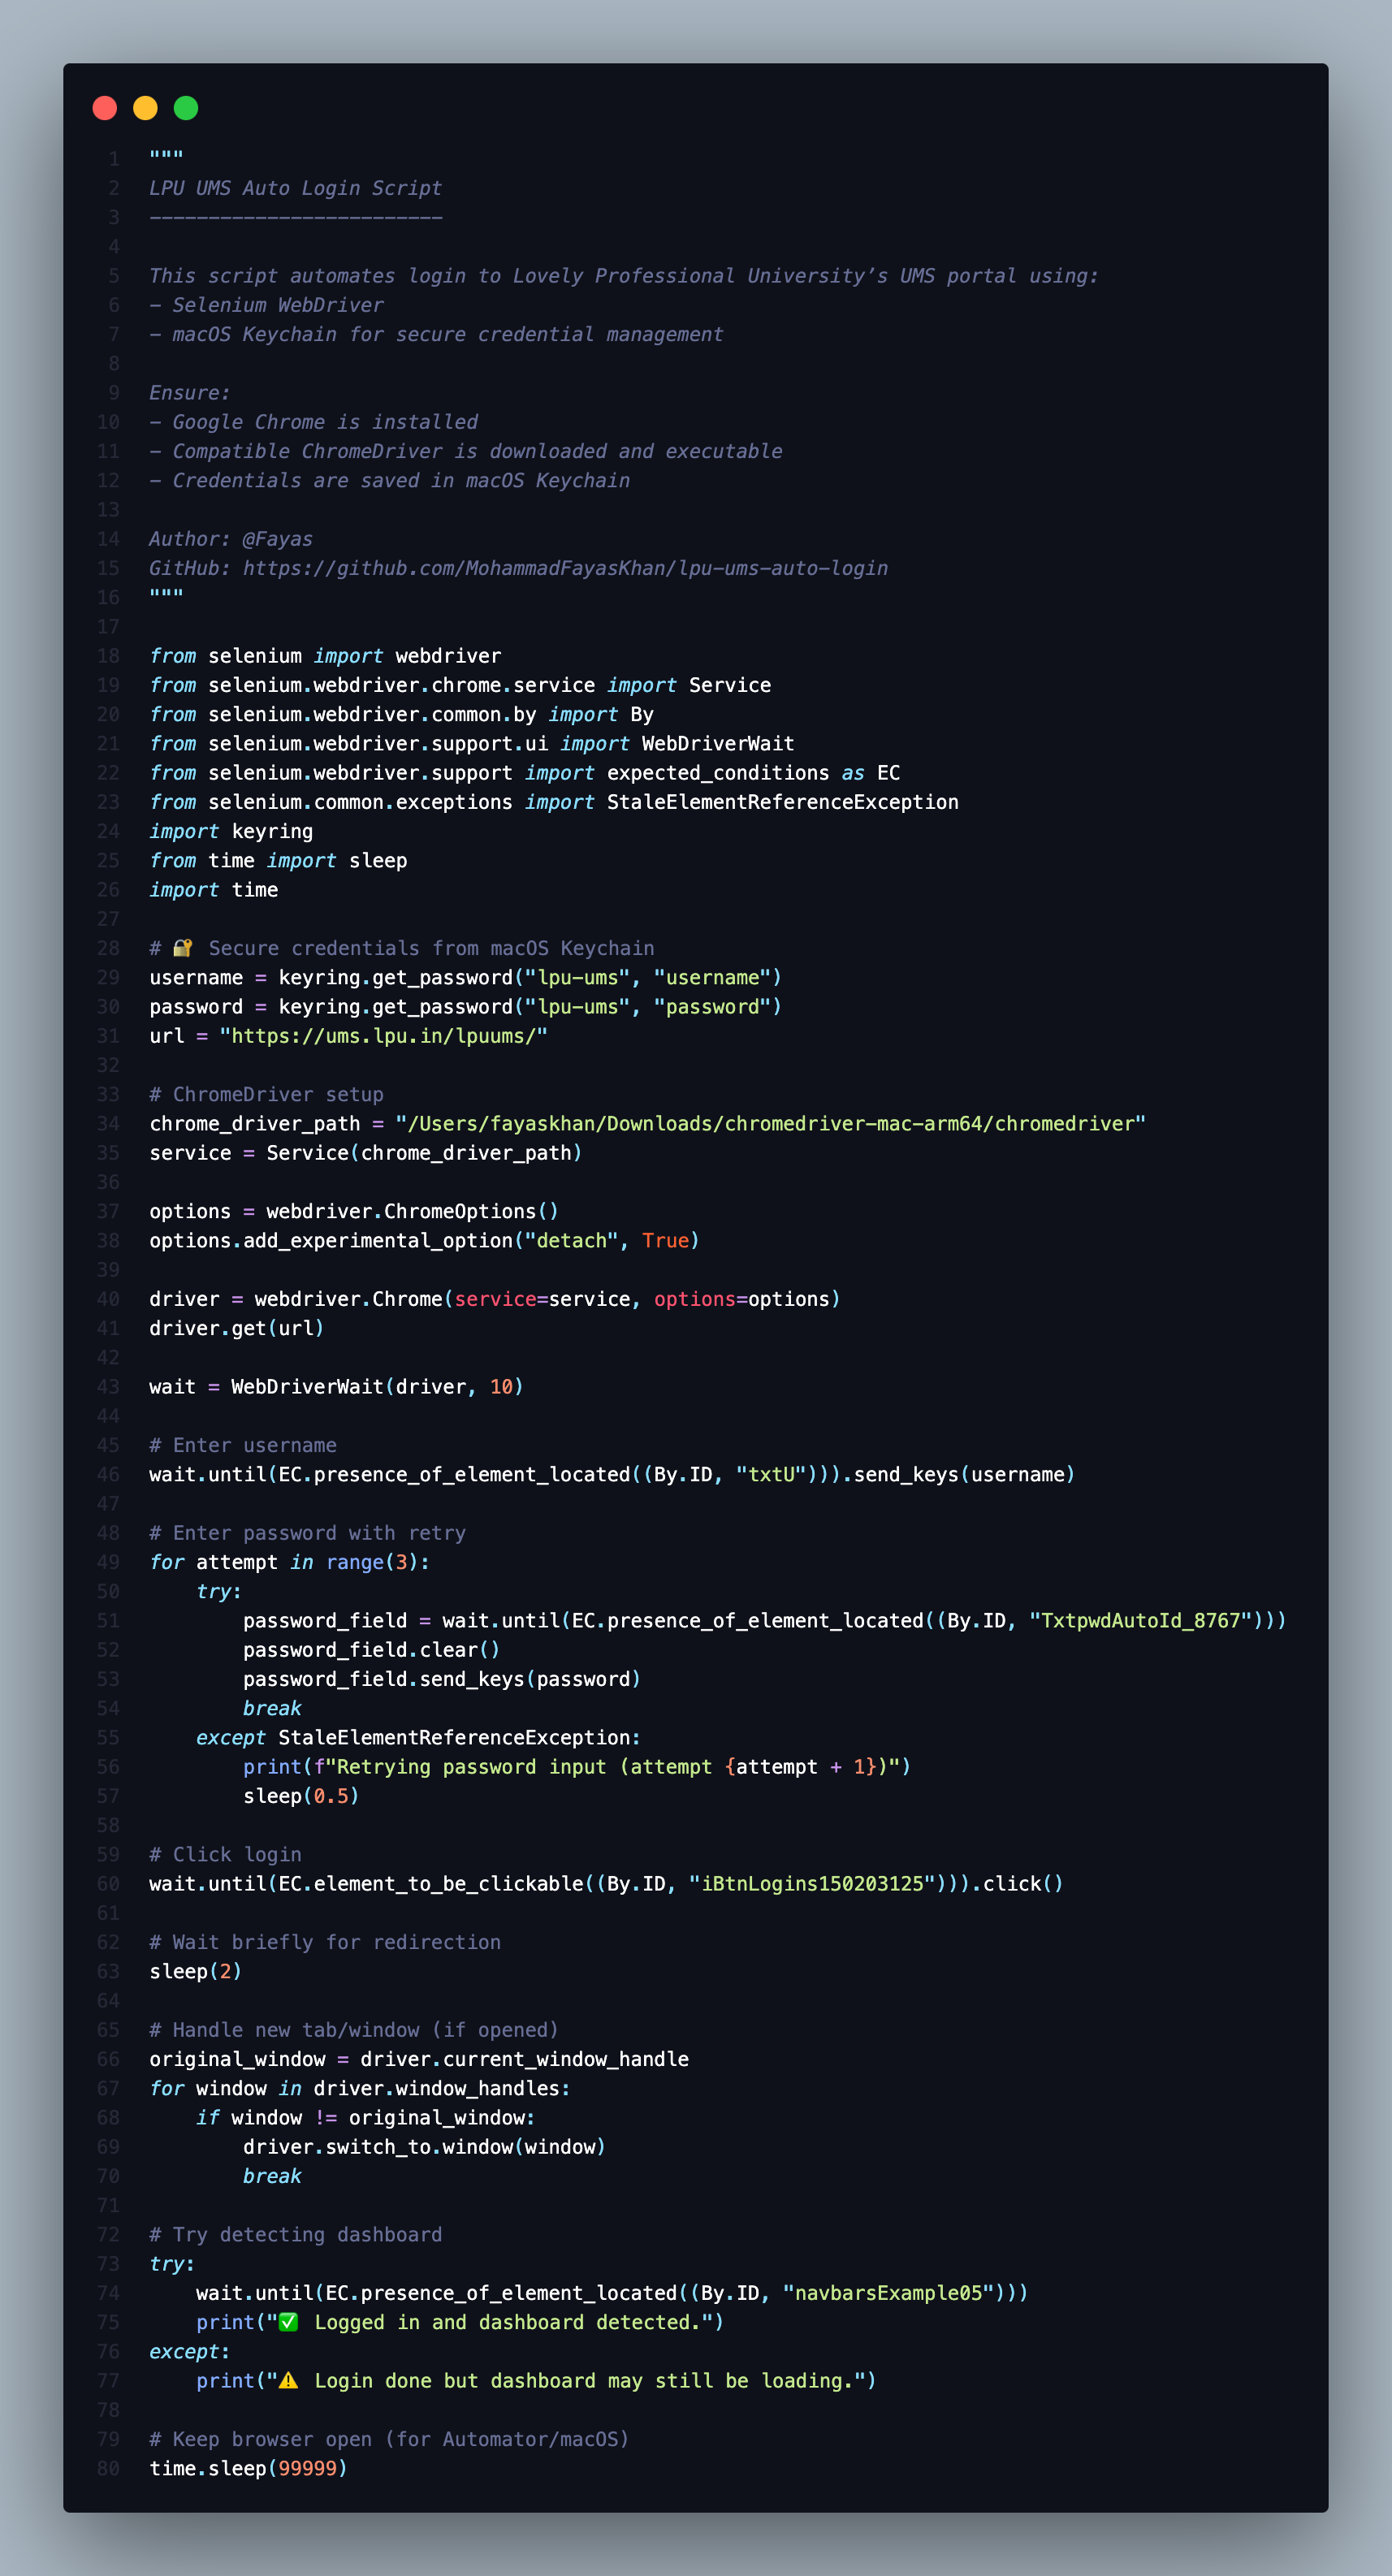 1 """
2 LPU UMS Auto Login Script
3 -------------------------
4
5 This script automates login to Lovely Professional University’s UMS portal using:
6 - Selenium WebDriver
7 - macOS Keychain for secure credential management
8
9 Ensure:
10 - Google Chrome is installed
11 - Compatible ChromeDriver is downloaded and executable
12 - Credentials are saved in macOS Keychain
13
14 Author: @Fayas
15 GitHub: https://github.com/MohammadFayasKhan/lpu-ums-auto-login
16 """
17
18 from selenium import webdriver
19 from selenium.webdriver.chrome.service import Service
20 from selenium.webdriver.common.by import By
21 from selenium.webdriver.support.ui import WebDriverWait
22 from selenium.webdriver.support import expected_conditions as EC
23 from selenium.common.exceptions import StaleElementReferenceException
24 import keyring
25 from time import sleep
26 import time
27
28 # 🔐 Secure credentials from macOS Keychain
29 username = keyring.get_password("lpu-ums", "username")
30 password = keyring.get_password("lpu-ums", "password")
31 url = "https://ums.lpu.in/lpuums/"
32
33 # ChromeDriver setup
34 chrome_driver_path = "/Users/fayaskhan/Downloads/chromedriver-mac-arm64/chromedriver"
35 service = Service(chrome_driver_path)
36
37 options = webdriver.ChromeOptions()
38 options.add_experimental_option("detach", True)
39
40 driver = webdriver.Chrome(service=service, options=options)
41 driver.get(url)
42
43 wait = WebDriverWait(driver, 10)
44
45 # Enter username
46 wait.until(EC.presence_of_element_located((By.ID, "txtU"))).send_keys(username)
47
48 # Enter password with retry
49 for attempt in range(3):
50     try:
51         password_field = wait.until(EC.presence_of_element_located((By.ID, "TxtpwdAutoId_8767")))
52         password_field.clear()
53         password_field.send_keys(password)
54         break
55     except StaleElementReferenceException:
56         print(f"Retrying password input (attempt {attempt + 1})")
57         sleep(0.5)
58
59 # Click login
60 wait.until(EC.element_to_be_clickable((By.ID, "iBtnLogins150203125"))).click()
61
62 # Wait briefly for redirection
63 sleep(2)
64
65 # Handle new tab/window (if opened)
66 original_window = driver.current_window_handle
67 for window in driver.window_handles:
68     if window != original_window:
69         driver.switch_to.window(window)
70         break
71
72 # Try detecting dashboard
73 try:
74     wait.until(EC.presence_of_element_located((By.ID, "navbarsExample05")))
75     print("✅ Logged in and dashboard detected.")
76 except:
77     print("⚠️ Login done but dashboard may still be loading.")
78
79 # Keep browser open (for Automator/macOS)
80 time.sleep(99999)